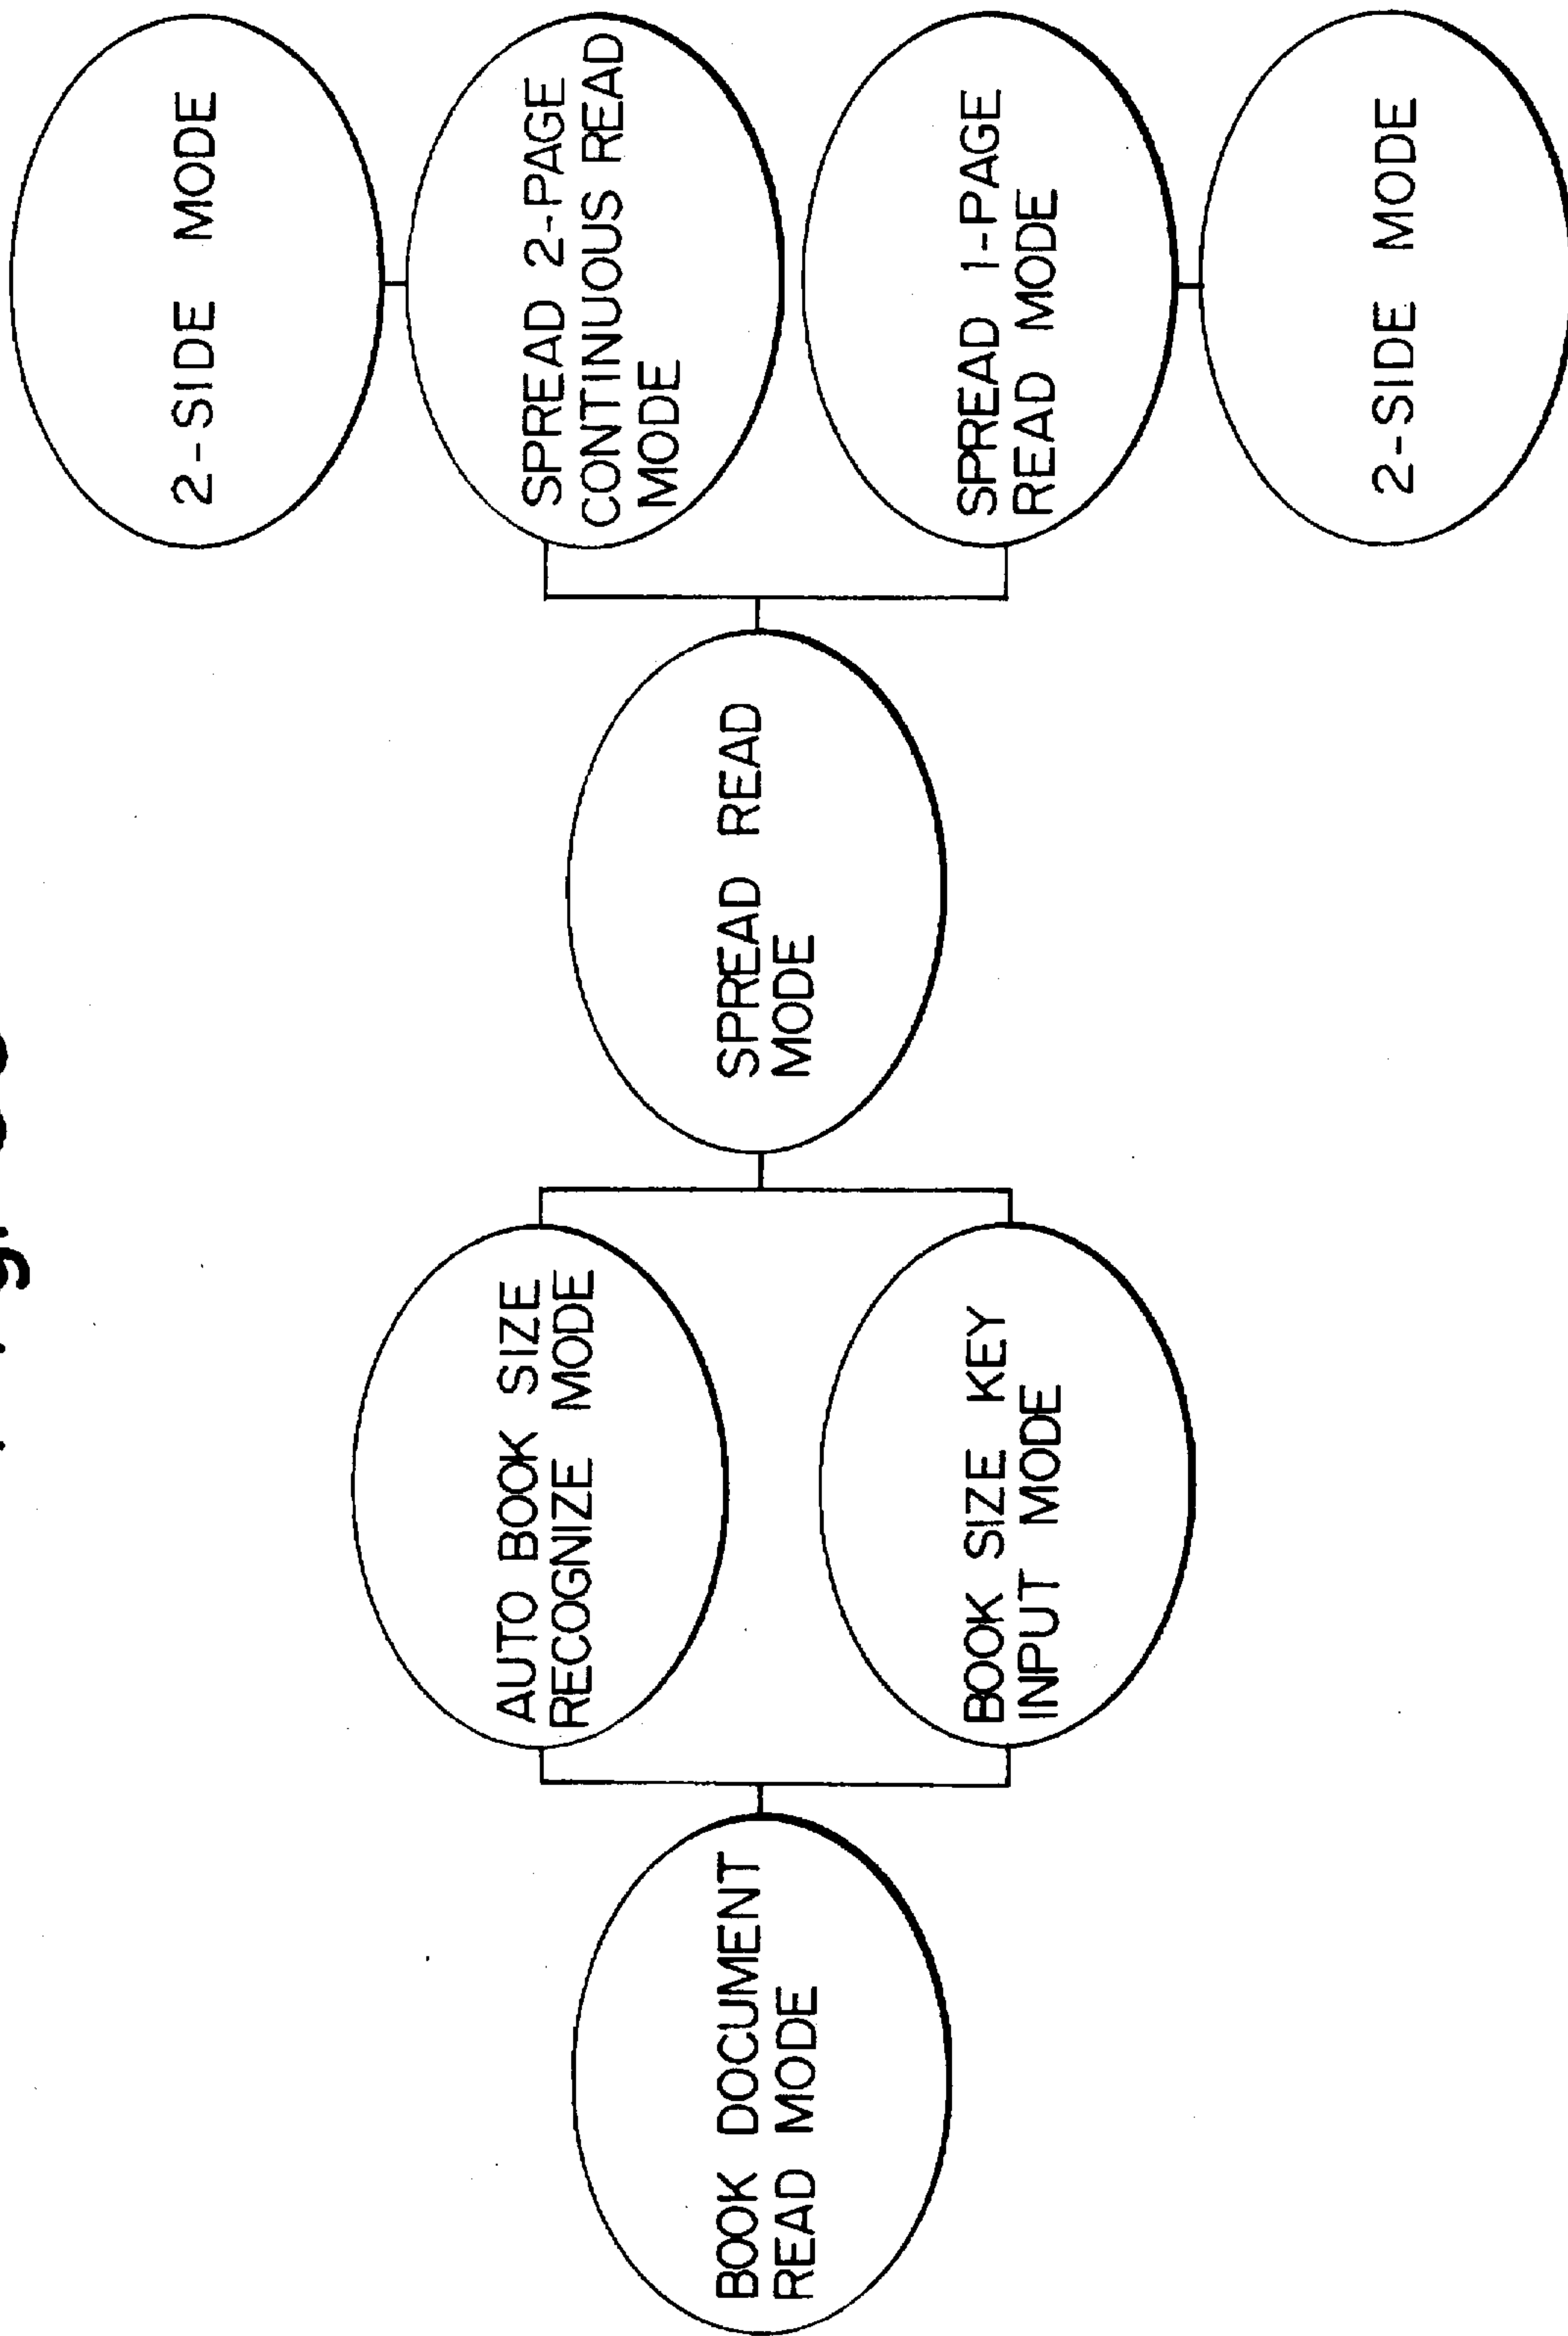 BOOK DOCUMENT
READ MODE
AUTO BOOK SIZE
RECOGNIZE MODE
BOOK SIZE KEY
INPUT MODE
SPREAD READ
MODE
2-SIDE MODE
SPREAD 2-PAGE
CONTINUOUS READ
MODE
SPREAD 1-PAGE
READ MODE
2-SIDE MODE